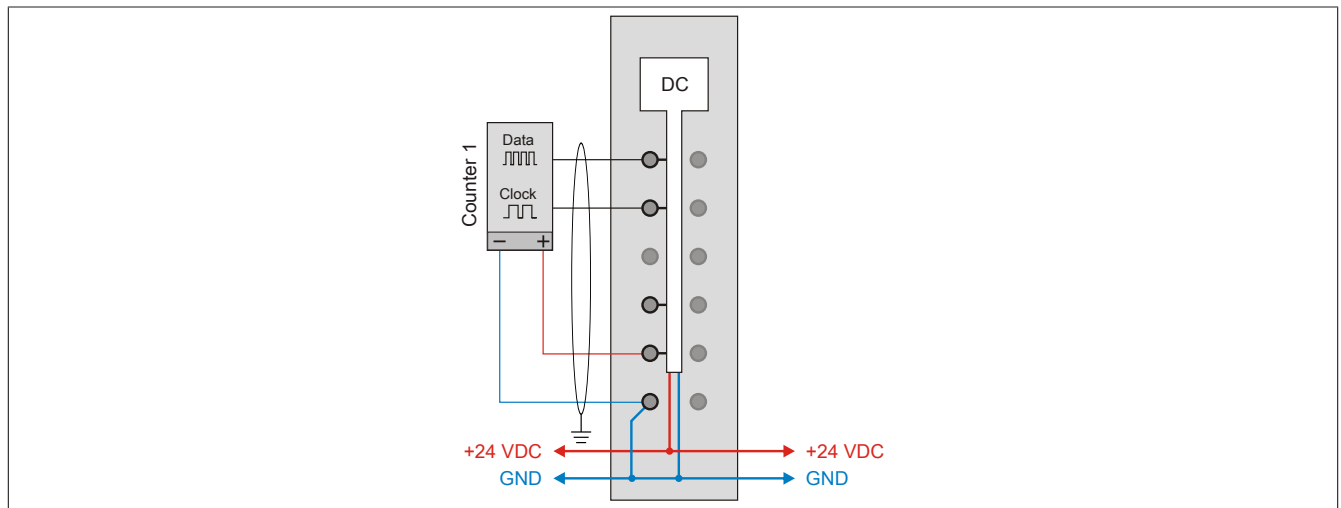 DC
Data
Clock
Counter 1
− +
+24 VDC +24 VDC
GND GND